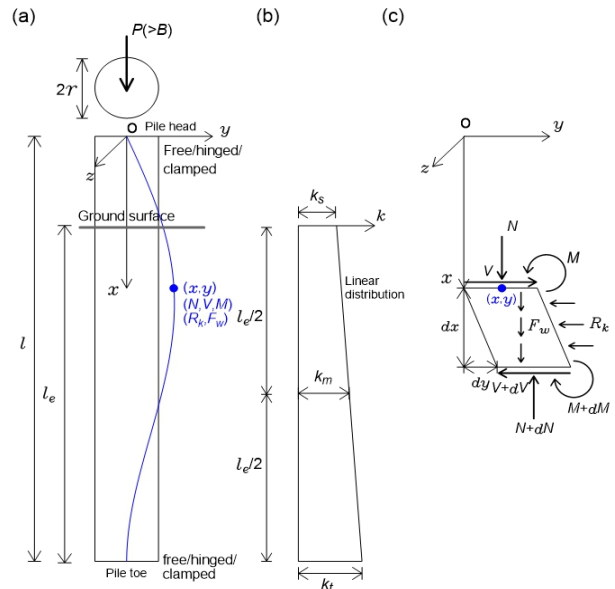 (a)
P(>B)
2r
O
Pile head
y
Free/hinged/
clamped
z
Ground surface
x
(x,y)
(N,V,M)
(R_k,F_w)
l
l_e
free/hinged/
clamped
Pile toe
(b)
k_s
k
Linear
distribution
l_e/2
k_m
l_e/2
k_t
(c)
O
y
z
N
M
x
V
(x,y)
dx
F_w
R_k
dy
V+dV
M+dM
N+dN